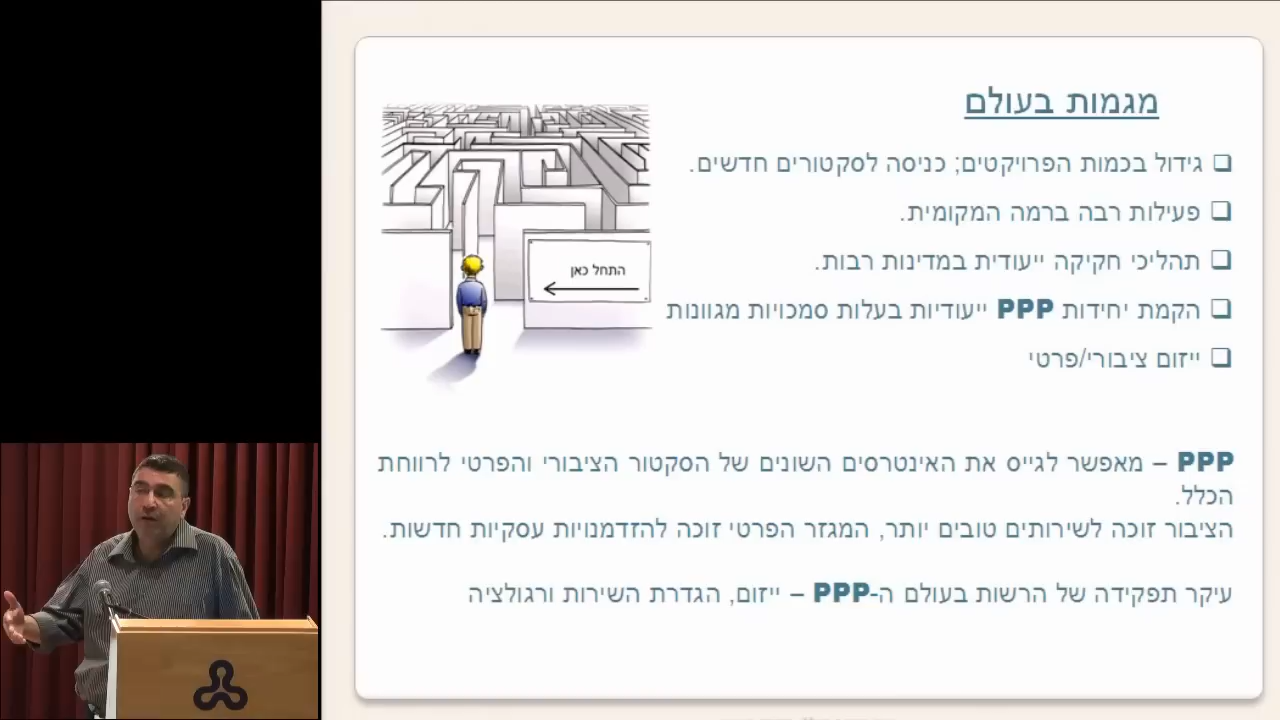 מגמות בעולם
גידול בכמות הפרויקטים; כניסה לסקטורים חדשים.
פעילות רבה ברמה המקומית.
תהליכי חקיקה ייעודית במדינות רבות.
הקמת יחידות PPP ייעודיות בעלות סמכויות מגוונות
ייזום ציבורי/פרטי
התחל כאן
PPP – מאפשר לגייס את האינטרסים השונים של הסקטור הציבורי והפרטי לרווחת
הכלל.
הציבור זוכה לשירותים טובים יותר, המגזר הפרטי זוכה להזדמנויות עסקיות חדשות.
עיקר תפקידה של הרשות בעולם ה-PPP – ייזום, הגדרת השירות ורגולציה